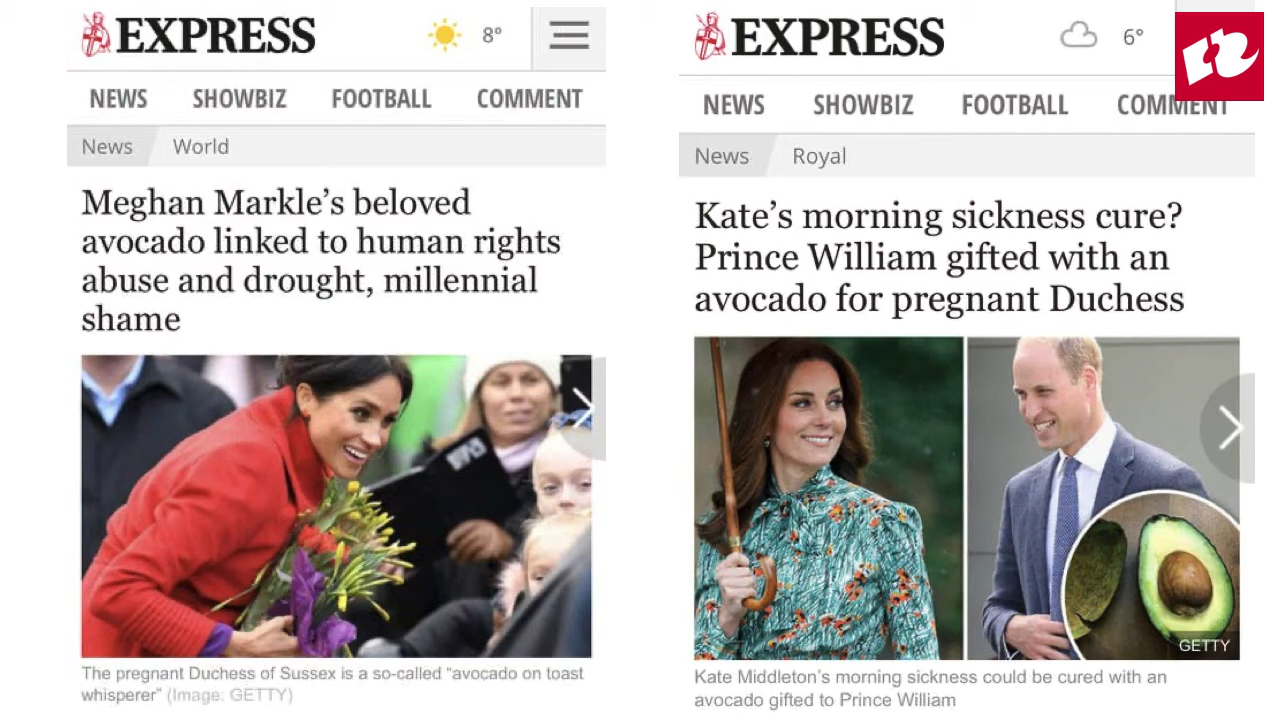 EXPRESS
8°
NEWS SHOWBIZ FOOTBALL COMMENT
News World
Meghan Markle’s beloved
avocado linked to human rights
abuse and drought, millennial
shame
The pregnant Duchess of Sussex is a so-called “avocado on toast
whisperer” (Image: GETTY)
EXPRESS
6°
NEWS SHOWBIZ FOOTBALL COMMENT
News Royal
Kate’s morning sickness cure?
Prince William gifted with an
avocado for pregnant Duchess
GETTY
Kate Middleton’s morning sickness could be cured with an
avocado gifted to Prince William